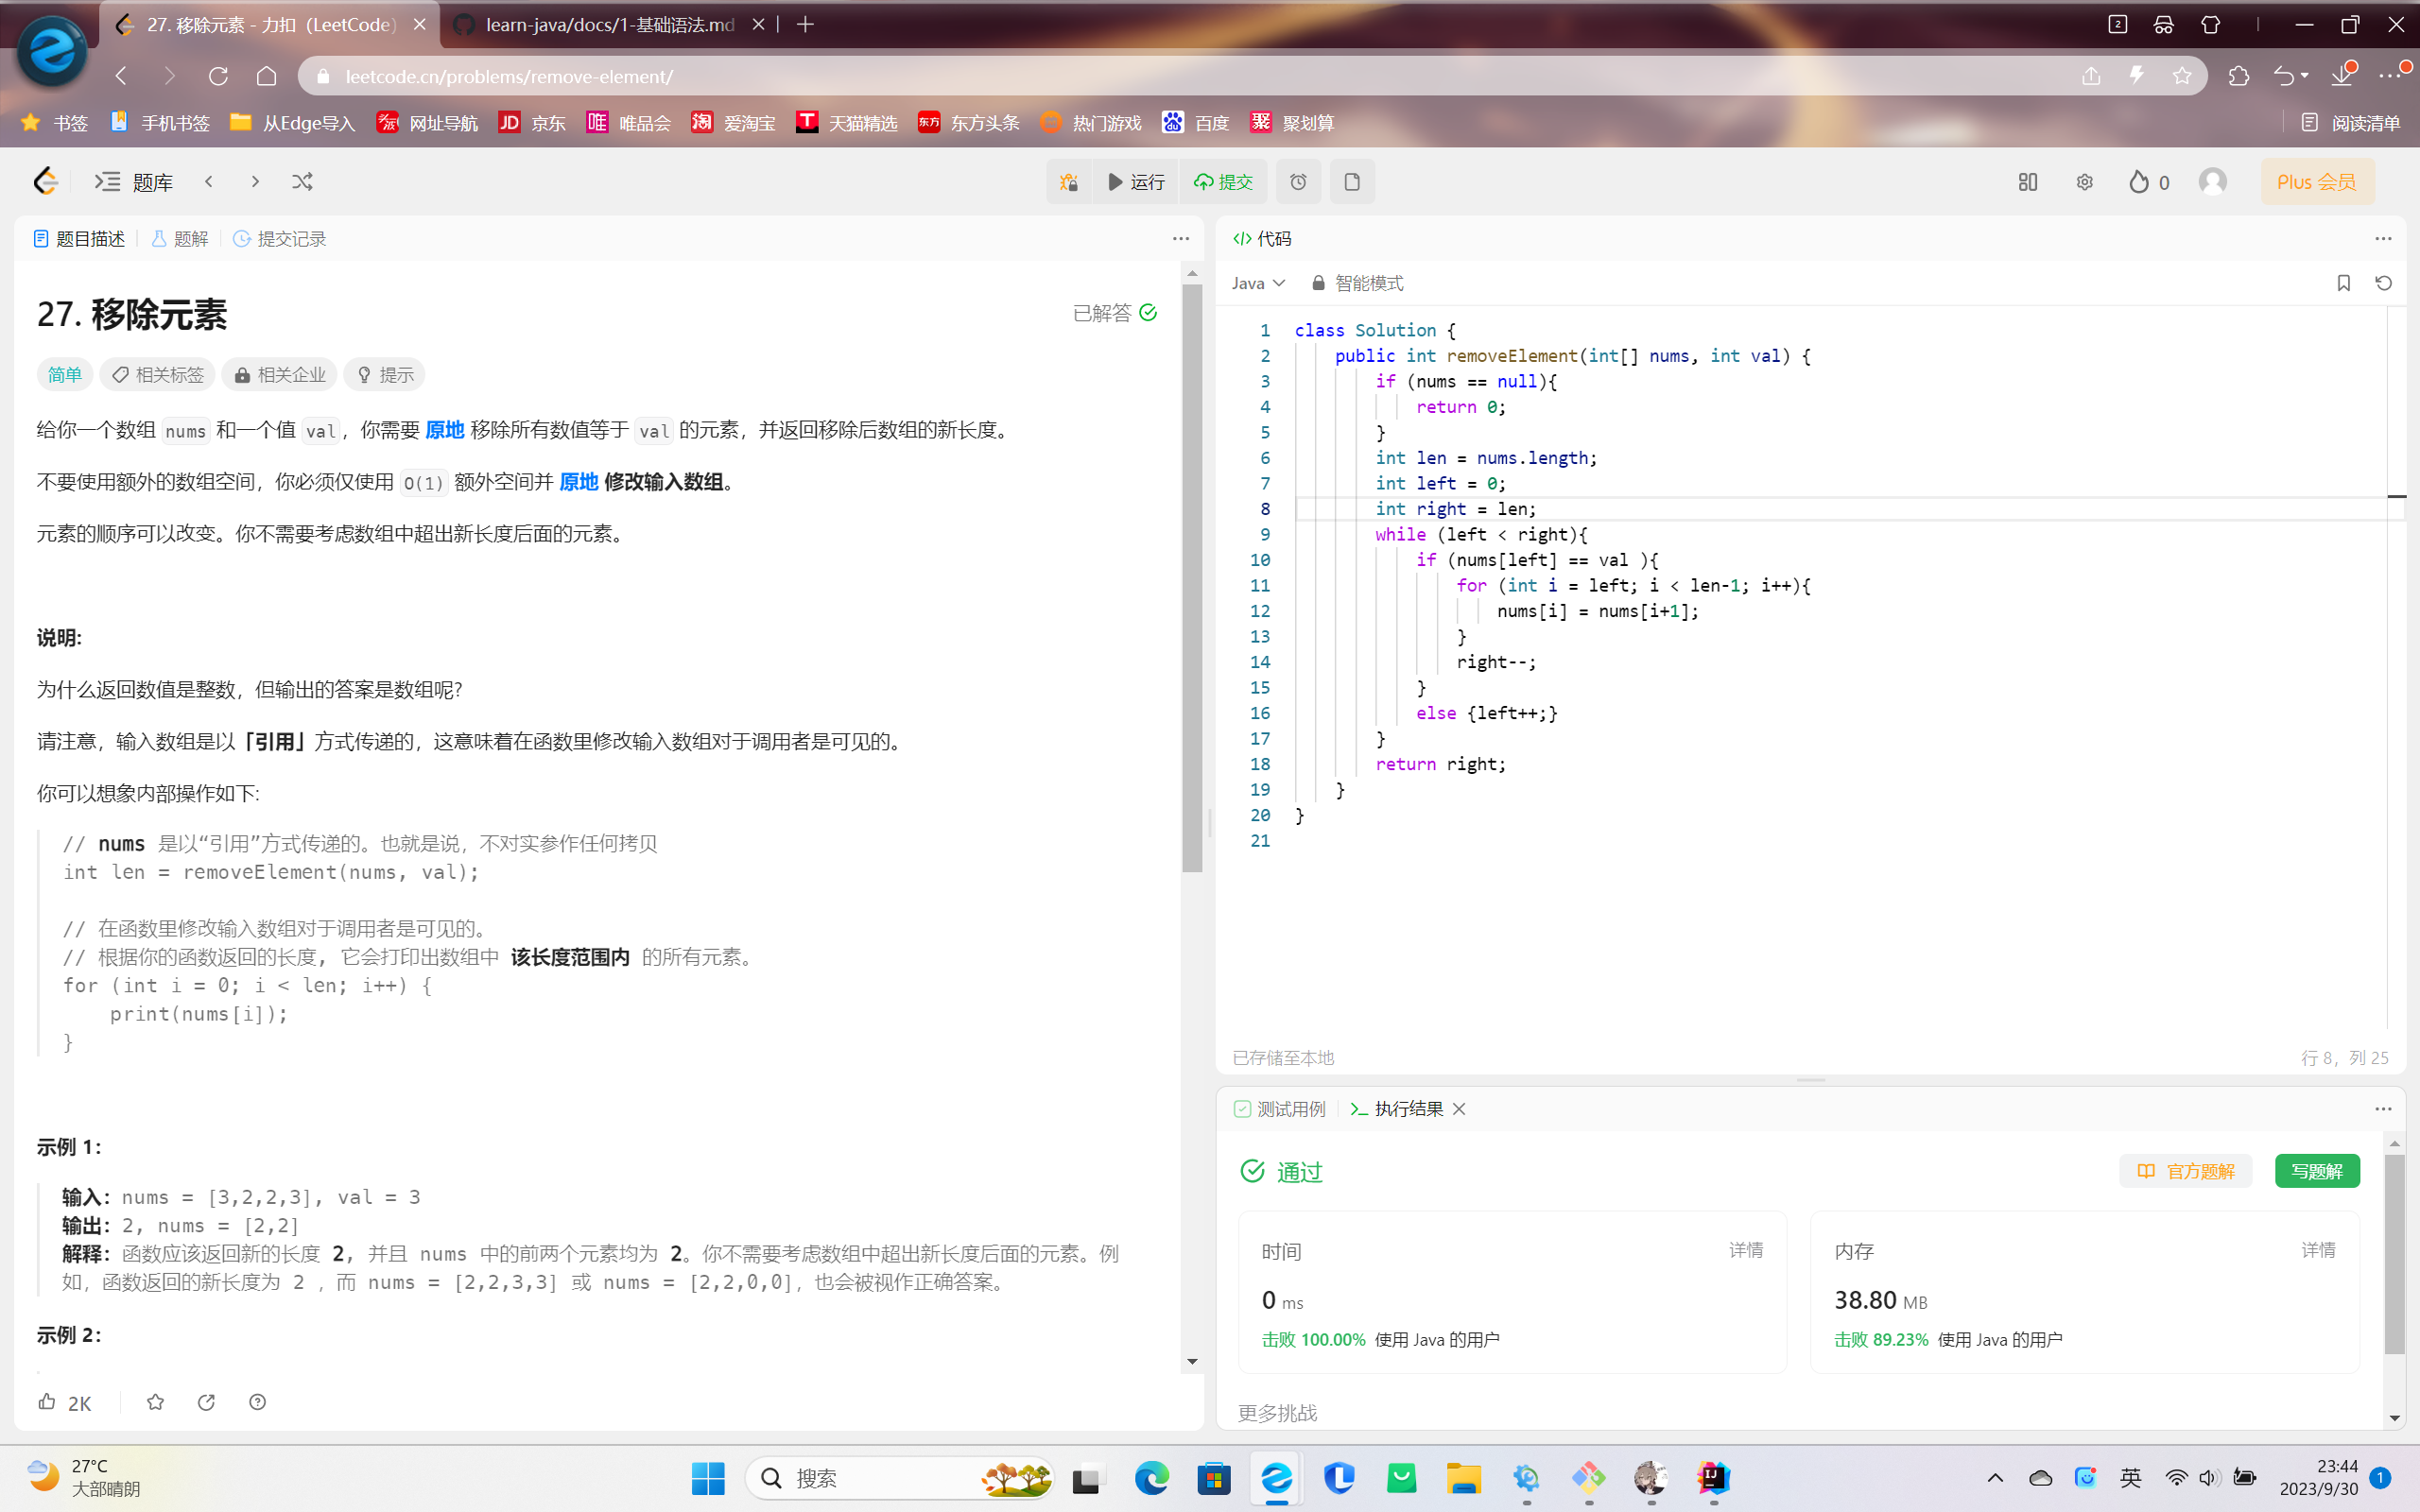 27. 移除元素 - 力扣（LeetCode）
learn-java/docs/1-基础语法.md
2
leetcode.cn/problems/remove-element/
书签 手机书签 从Edge导入 网址导航 京东 唯品会 爱淘宝 天猫精选 东方头条 热门游戏 百度 聚划算 阅读清单
题库 运行 提交 0 Plus 会员
题目描述 题解 提交记录
27. 移除元素 已解答
简单 相关标签 相关企业 提示
给你一个数组 nums 和一个值 val，你需要 原地 移除所有数值等于 val 的元素，并返回移除后数组的新长度。
不要使用额外的数组空间，你必须仅使用 O(1) 额外空间并 原地 修改输入数组。
元素的顺序可以改变。你不需要考虑数组中超出新长度后面的元素。
说明:
为什么返回数值是整数，但输出的答案是数组呢?
请注意，输入数组是以「引用」方式传递的，这意味着在函数里修改输入数组对于调用者是可见的。
你可以想象内部操作如下:
// nums 是以“引用”方式传递的。也就是说，不对实参作任何拷贝
int len = removeElement(nums, val);
// 在函数里修改输入数组对于调用者是可见的。
// 根据你的函数返回的长度, 它会打印出数组中 该长度范围内 的所有元素。
for (int i = 0; i < len; i++) {
print(nums[i]);
}
示例 1：
输入：nums = [3,2,2,3], val = 3
输出：2, nums = [2,2]
解释：函数应该返回新的长度 2, 并且 nums 中的前两个元素均为 2。你不需要考虑数组中超出新长度后面的元素。例
如，函数返回的新长度为 2 ，而 nums = [2,2,3,3] 或 nums = [2,2,0,0]，也会被视作正确答案。
示例 2：
2K
代码
Java 智能模式
1 class Solution {
2 public int removeElement(int[] nums, int val) {
3 if (nums == null){
4 return 0;
5 }
6 int len = nums.length;
7 int left = 0;
8 int right = len;
9 while (left < right){
10 if (nums[left] == val ){
11 for (int i = left; i < len-1; i++){
12 nums[i] = nums[i+1];
13 }
14 right--;
15 }
16 else {left++;}
17 }
18 return right;
19 }
20 }
21
已存储至本地 行 8，列 25
测试用例 执行结果
通过 官方题解 写题解
时间 详情
0 ms
击败 100.00% 使用 Java 的用户
内存 详情
38.80 MB
击败 89.23% 使用 Java 的用户
更多挑战
27°C
大部晴朗
搜索
英
23:44
2023/9/30
1